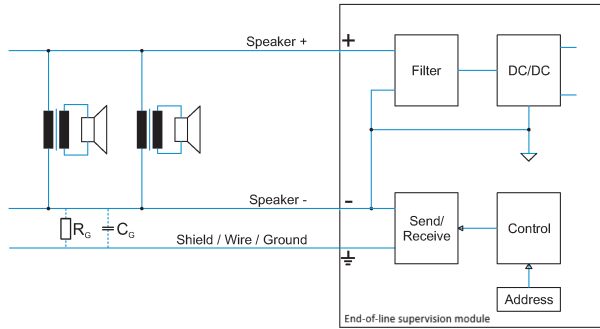 Speaker +
+
Filter
DC/DC
Speaker -
-
Send/
Receive
Control
RG
CG
Shield / Wire / Ground
Address
End-of-line supervision module